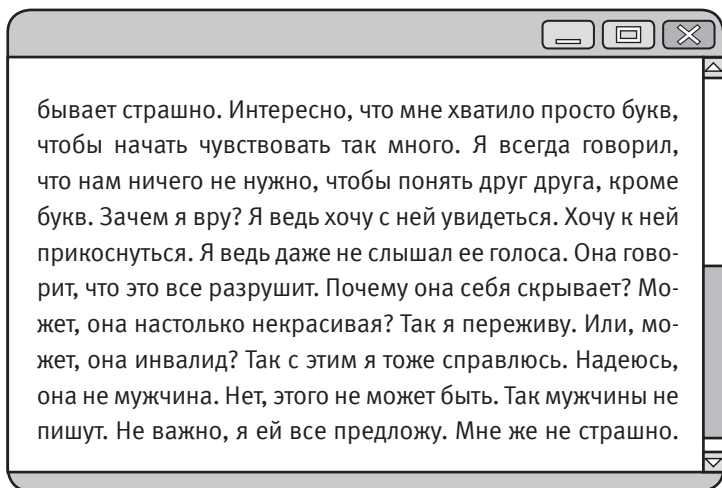 бывает страшно. Интересно, что мне хватило просто букв,
чтобы начать чувствовать так много. Я всегда говорил,
что нам ничего не нужно, чтобы понять друг друга, кроме
букв. Зачем я вру? Я ведь хочу с ней увидеться. Хочу к ней
прикоснуться. Я ведь даже не слышал ее голоса. Она гово-
рит, что это все разрушит. Почему она себя скрывает? Мо-
жет, она настолько некрасивая? Так я переживу. Или, мо-
жет, она инвалид? Так с этим я тоже справлюсь. Надеюсь,
она не мужчина. Нет, этого не может быть. Так мужчины не
пишут. Не важно, я ей все предложу. Мне же не страшно.